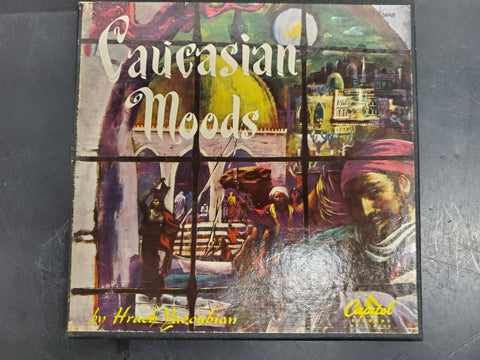 Caucasian
Moods
by Hrach Yacoubian
Capitol
RECORDS